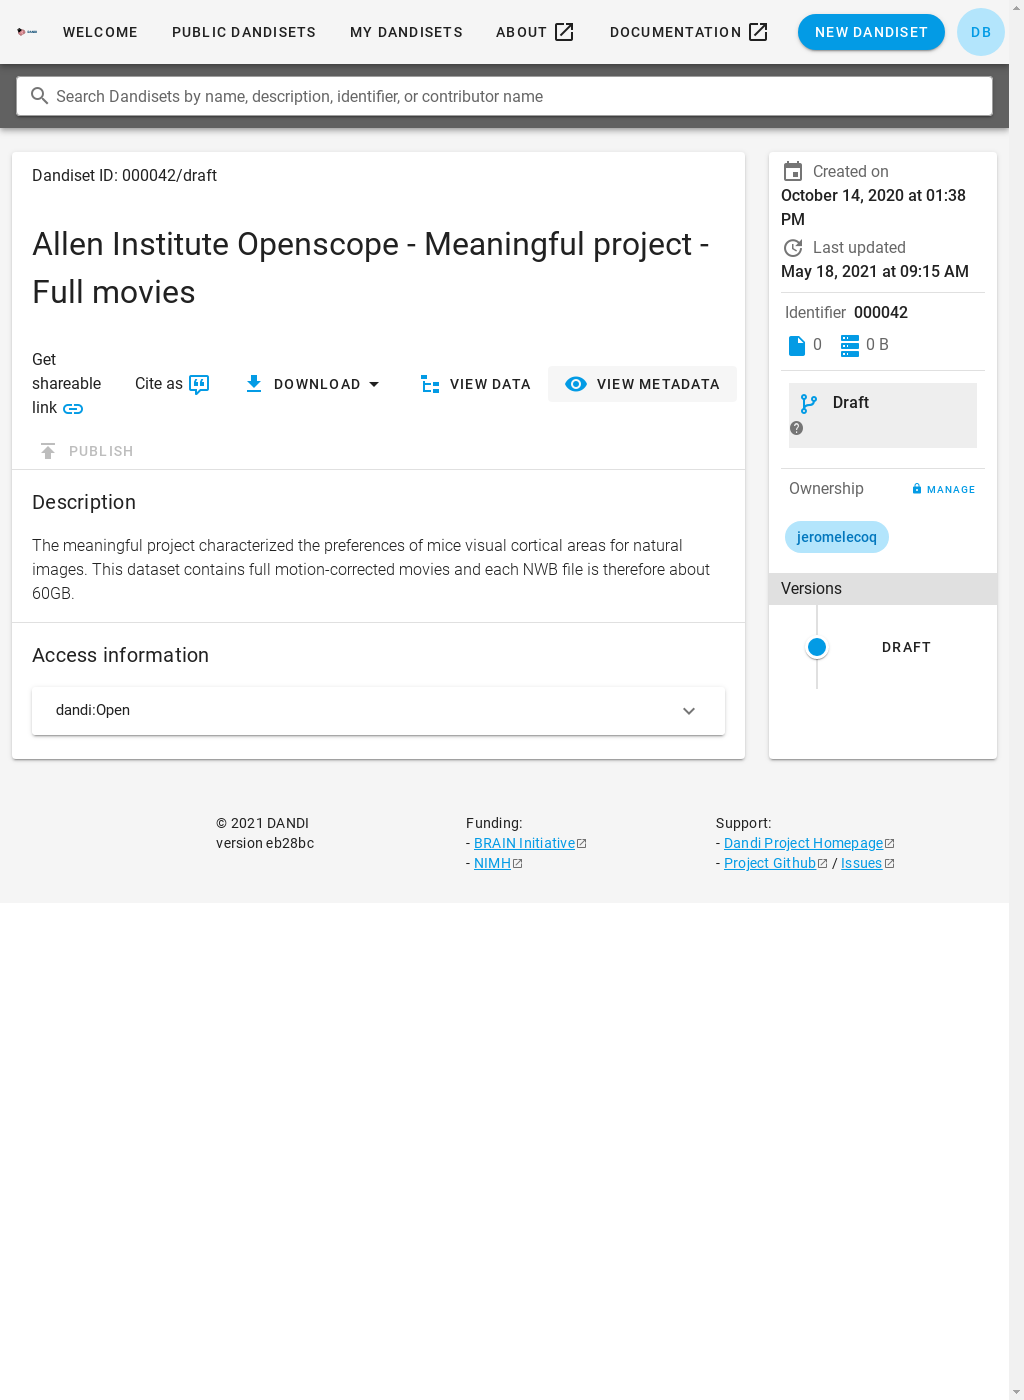 DANDI
WELCOME
PUBLIC DANDISETS
MY DANDISETS
ABOUT
DOCUMENTATION
NEW DANDISET
DB
Search Dandisets by name, description, identifier, or contributor name
Dandiset ID: 000042/draft
Allen Institute Openscope - Meaningful project -
Full movies
Get
shareable
link
Cite as
DOWNLOAD
VIEW DATA
VIEW METADATA
PUBLISH
Description
The meaningful project characterized the preferences of mice visual cortical areas for natural
images. This dataset contains full motion-corrected movies and each NWB file is therefore about
60GB.
Access information
dandi:Open
Created on
October 14, 2020 at 01:38
PM
Last updated
May 18, 2021 at 09:15 AM
Identifier 000042
0 0 B
Draft
Ownership
MANAGE
jeromelecoq
Versions
DRAFT
© 2021 DANDI
version eb28bc
Funding:
- BRAIN Initiative
- NIMH
Support:
- Dandi Project Homepage
- Project Github / Issues